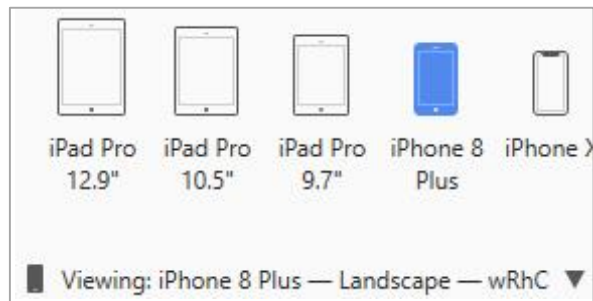 iPad Pro iPad Pro iPad Pro iPhone 8 iPhone X
12.9" 10.5" 9.7" Plus
Viewing: iPhone 8 Plus — Landscape — wRhC ▼